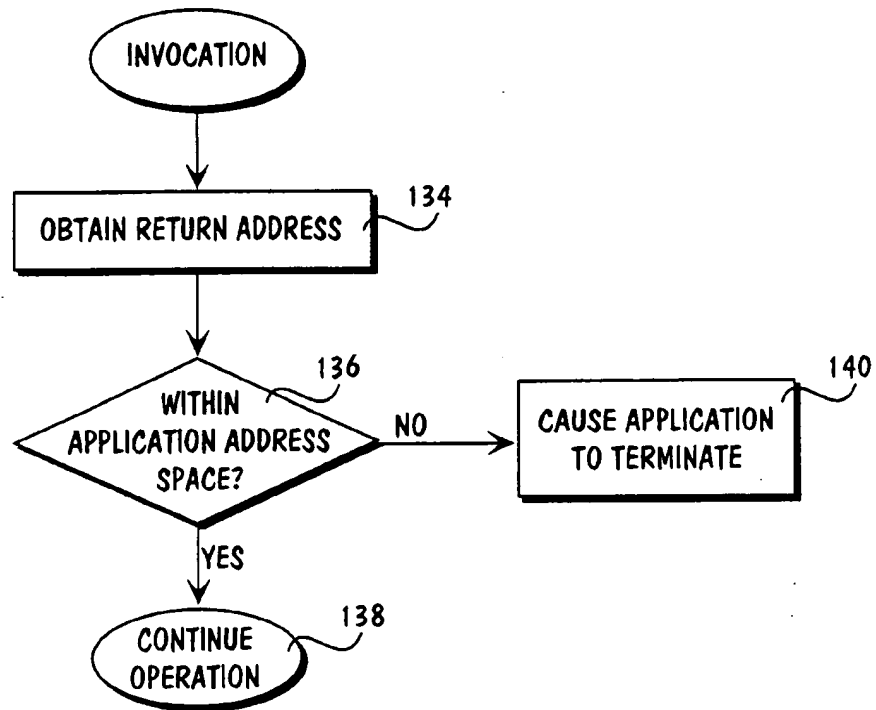 INVOCATION
134
OBTAIN RETURN ADDRESS
136
WITHIN
APPLICATION ADDRESS
SPACE?
NO
140
CAUSE APPLICATION
TO TERMINATE
YES
138
CONTINUE
OPERATION